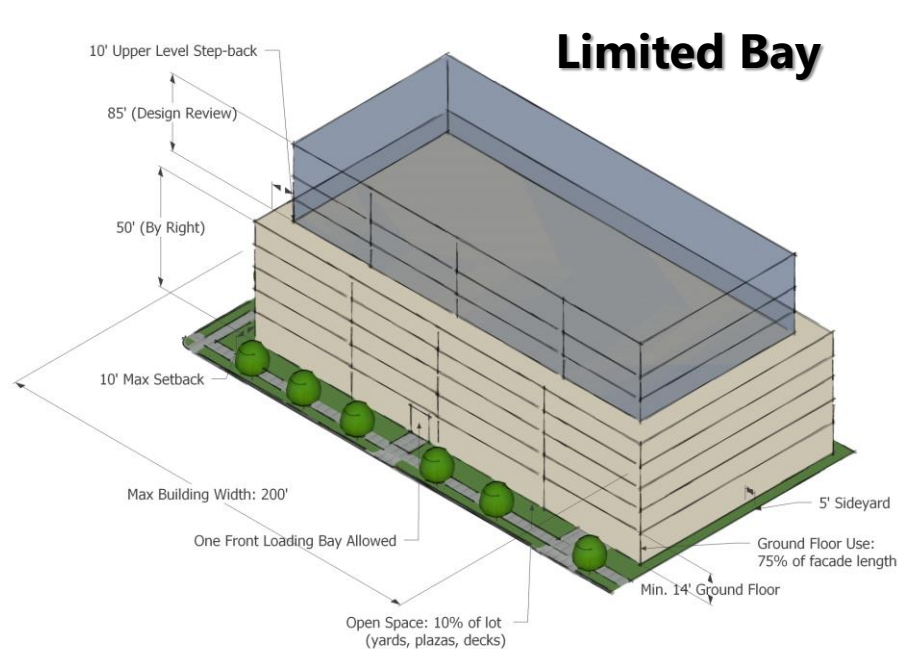 Limited Bay
10' Upper Level Step-back
85' (Design Review)
50' (By Right)
10' Max Setback
Max Building Width: 200'
One Front Loading Bay Allowed
Open Space: 10% of lot
(yards, plazas, decks)
5' Sideyard
Ground Floor Use:
75% of facade length
Min. 14' Ground Floor